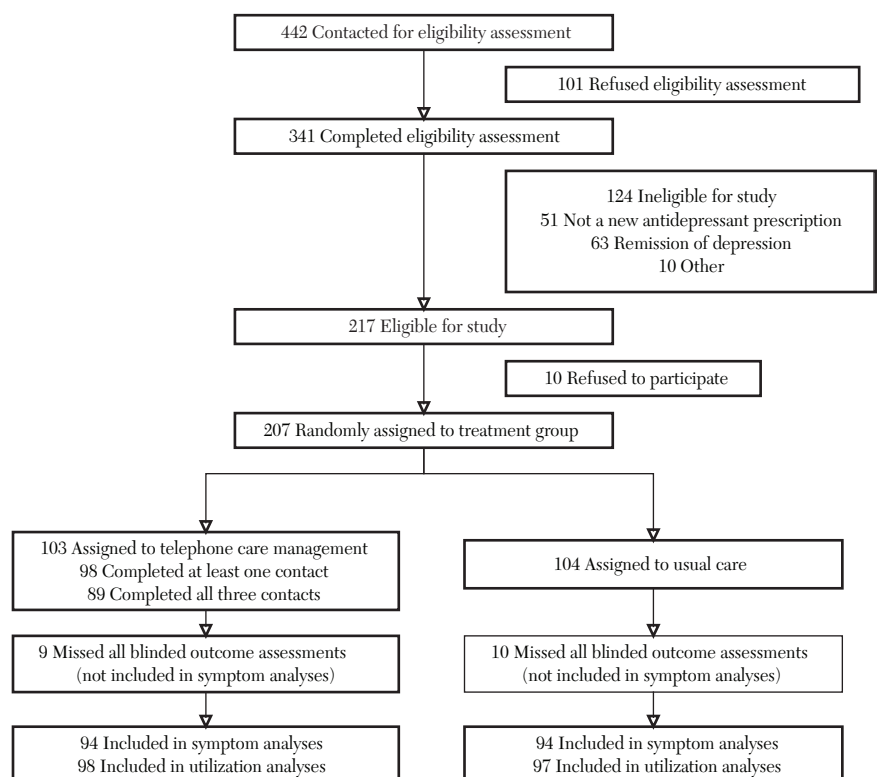 442 Contacted for eligibility assessment
101 Refused eligibility assessment
341 Completed eligibility assessment
124 Ineligible for study
51 Not a new antidepressant prescription
63 Remission of depression
10 Other
217 Eligible for study
10 Refused to participate
207 Randomly assigned to treatment group
103 Assigned to telephone care management
98 Completed at least one contact
89 Completed all three contacts
104 Assigned to usual care
9 Missed all blinded outcome assessments
(not included in symptom analyses)
10 Missed all blinded outcome assessments
(not included in symptom analyses)
94 Included in symptom analyses
98 Included in utilization analyses
94 Included in symptom analyses
97 Included in utilization analyses